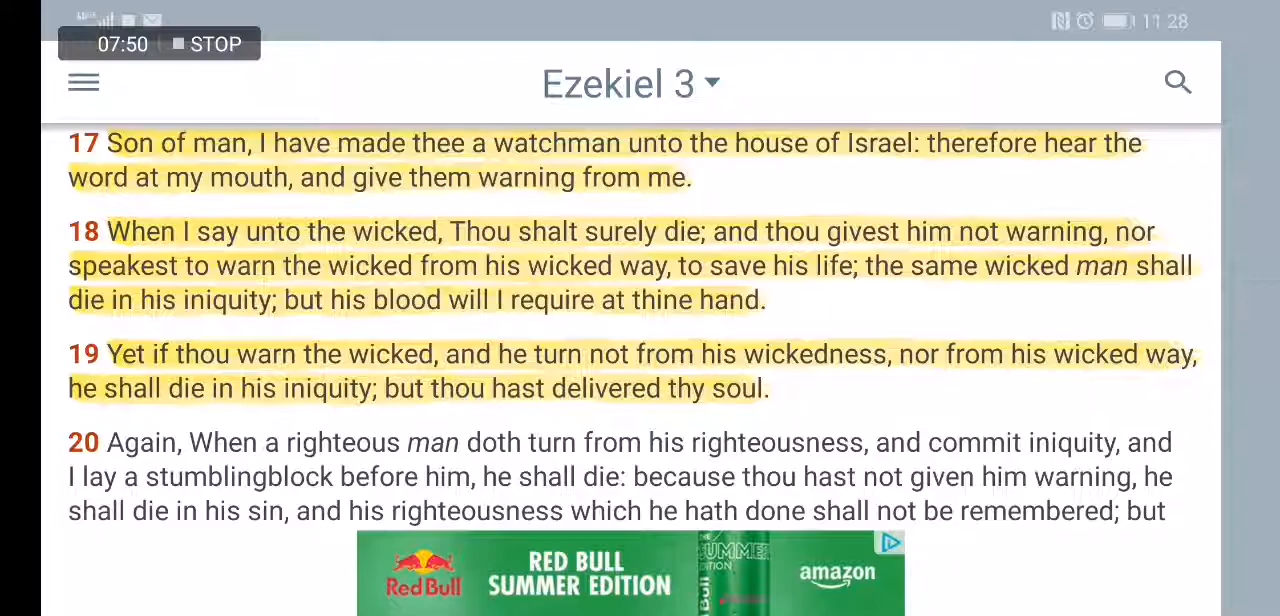 07:50 STOP
11 28
Ezekiel 3
17 Son of man, I have made thee a watchman unto the house of Israel: therefore hear the
word at my mouth, and give them warning from me.
18 When I say unto the wicked, Thou shalt surely die; and thou givest him not warning, nor
speakest to warn the wicked from his wicked way, to save his life; the same wicked man shall
die in his iniquity; but his blood will I require at thine hand.
19 Yet if thou warn the wicked, and he turn not from his wickedness, nor from his wicked way,
he shall die in his iniquity; but thou hast delivered thy soul.
20 Again, When a righteous man doth turn from his righteousness, and commit iniquity, and
I lay a stumblingblock before him, he shall die: because thou hast not given him warning, he
shall die in his sin, and his righteousness which he hath done shall not be remembered; but
Red Bull
RED BULL
SUMMER EDITION
THE
SUMMER
EDITION
Bull
amazon